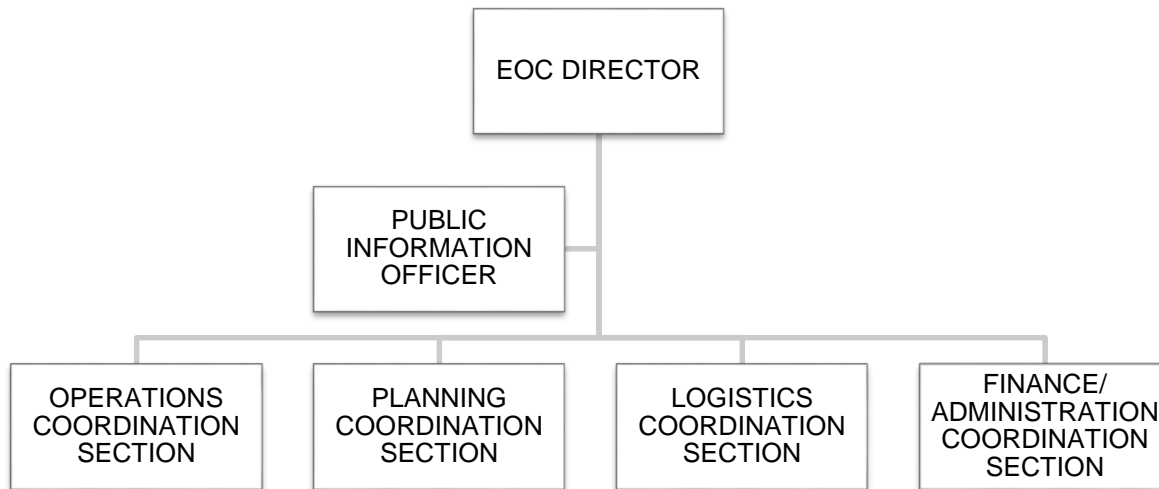 EOC DIRECTOR
PUBLIC
INFORMATION
OFFICER
OPERATIONS
COORDINATION
SECTION
PLANNING
COORDINATION
SECTION
LOGISTICS
COORDINATION
SECTION
FINANCE/
ADMINISTRATION
COORDINATION
SECTION